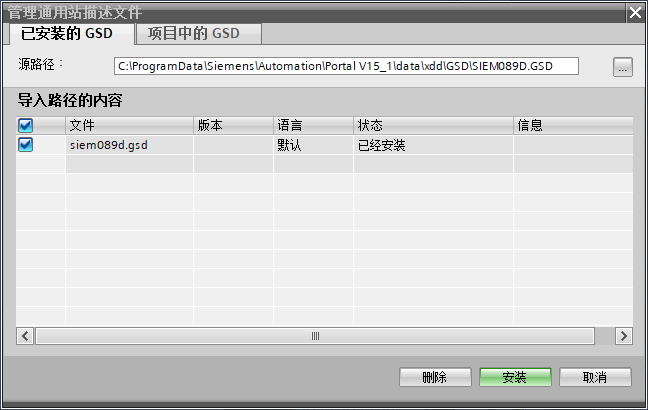 管理通用站描述文件
已安装的 GSD 项目中的 GSD
源路径： C:\ProgramData\Siemens\Automation\Portal V15_1\data\xdd\GSD\SIEM089D.GSD ...
导入路径的内容
文件 版本 语言 状态 信息
siem089d.gsd 默认 已经安装
删除 安装 取消